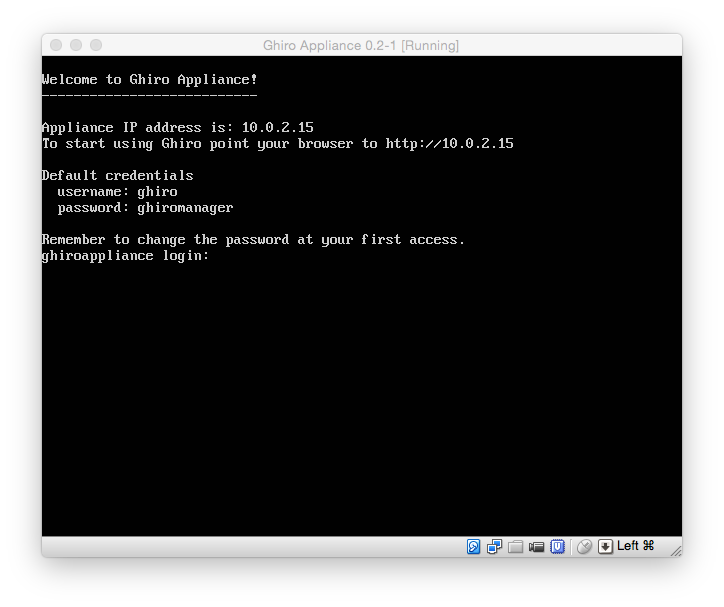 Ghiro Appliance 0.2-1 [Running]
Welcome to Ghiro Appliance!
---------------------------
Appliance IP address is: 10.0.2.15
To start using Ghiro point your browser to http://10.0.2.15
Default credentials
username: ghiro
password: ghiromanager
Remember to change the password at your first access.
ghiroappliance login:
Left ⌘